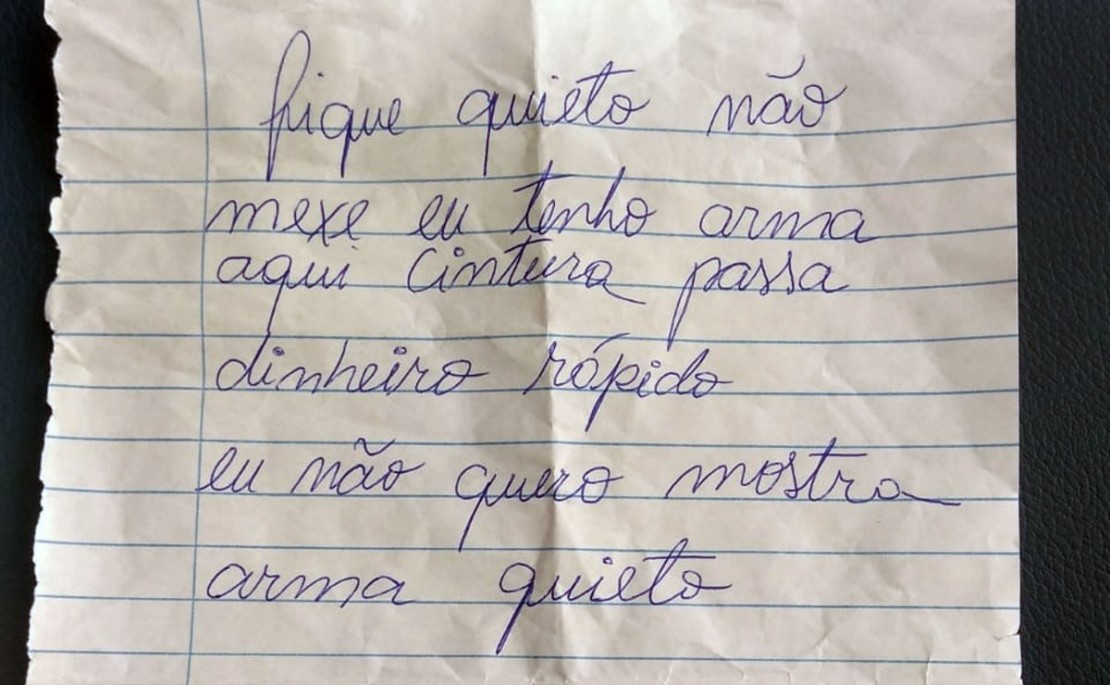 fique quieto não
mexe eu tenho arma
aqui cintura passa
dinheiro rápido
eu não quero mostra
arma quieto